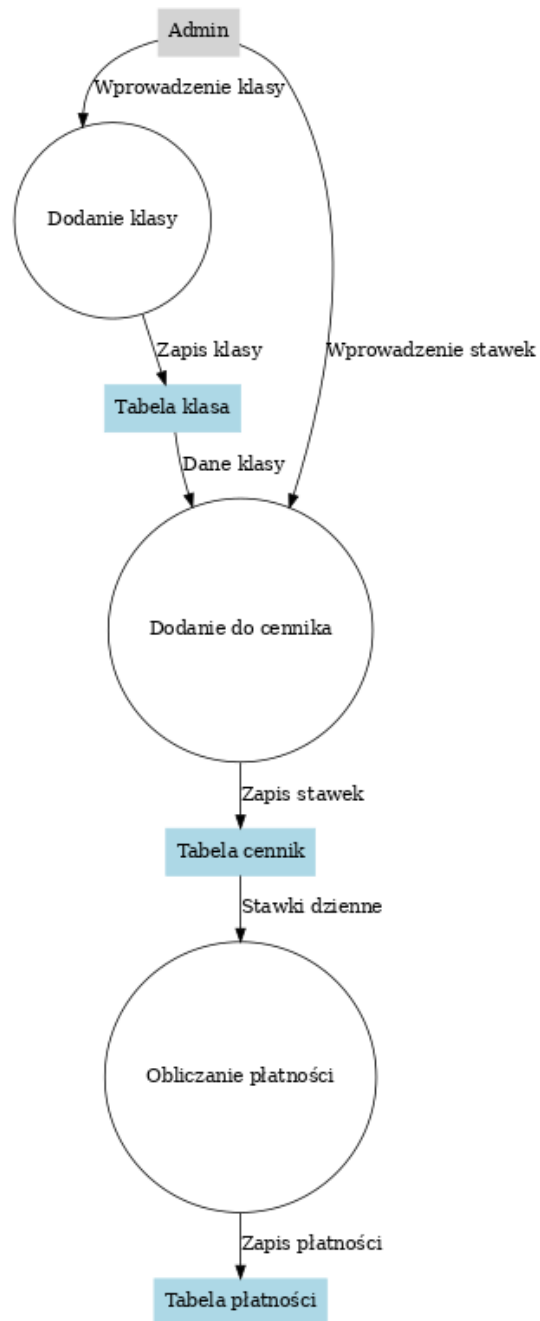 Admin
Wprowadzenie klasy
Dodanie klasy
Zapis klasy
Wprowadzenie stawek
Tabela klasa
Dane klasy
Dodanie do cennika
Zapis stawek
Tabela cennik
Stawki dzienne
Obliczanie płatności
Zapis płatności
Tabela płatności